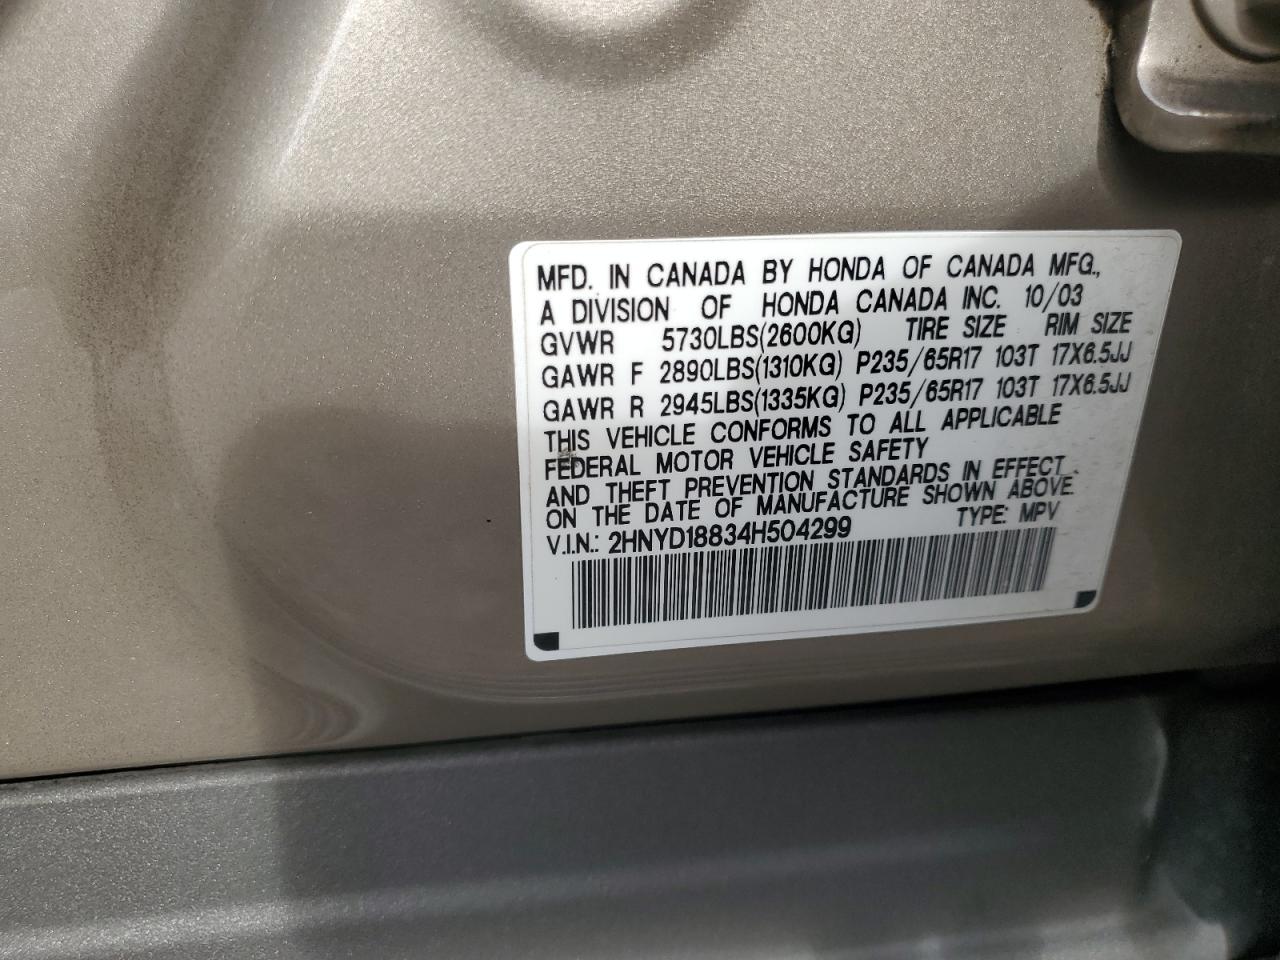 MFD. IN CANADA BY HONDA OF CANADA MFG.,
A DIVISION OF HONDA CANADA INC. 10/03
GVWR 5730LBS(2600KG) TIRE SIZE RIM SIZE
GAWR F 2890LBS(1310KG) P235/65R17 103T 17X6.5JJ
GAWR R 2945LBS(1335KG) P235/65R17 103T 17X6.5JJ
THIS VEHICLE CONFORMS TO ALL APPLICABLE
FEDERAL MOTOR VEHICLE SAFETY
AND THEFT PREVENTION STANDARDS IN EFFECT
ON THE DATE OF MANUFACTURE SHOWN ABOVE.
V.I.N.: 2HNYD18834H504299 TYPE: MPV